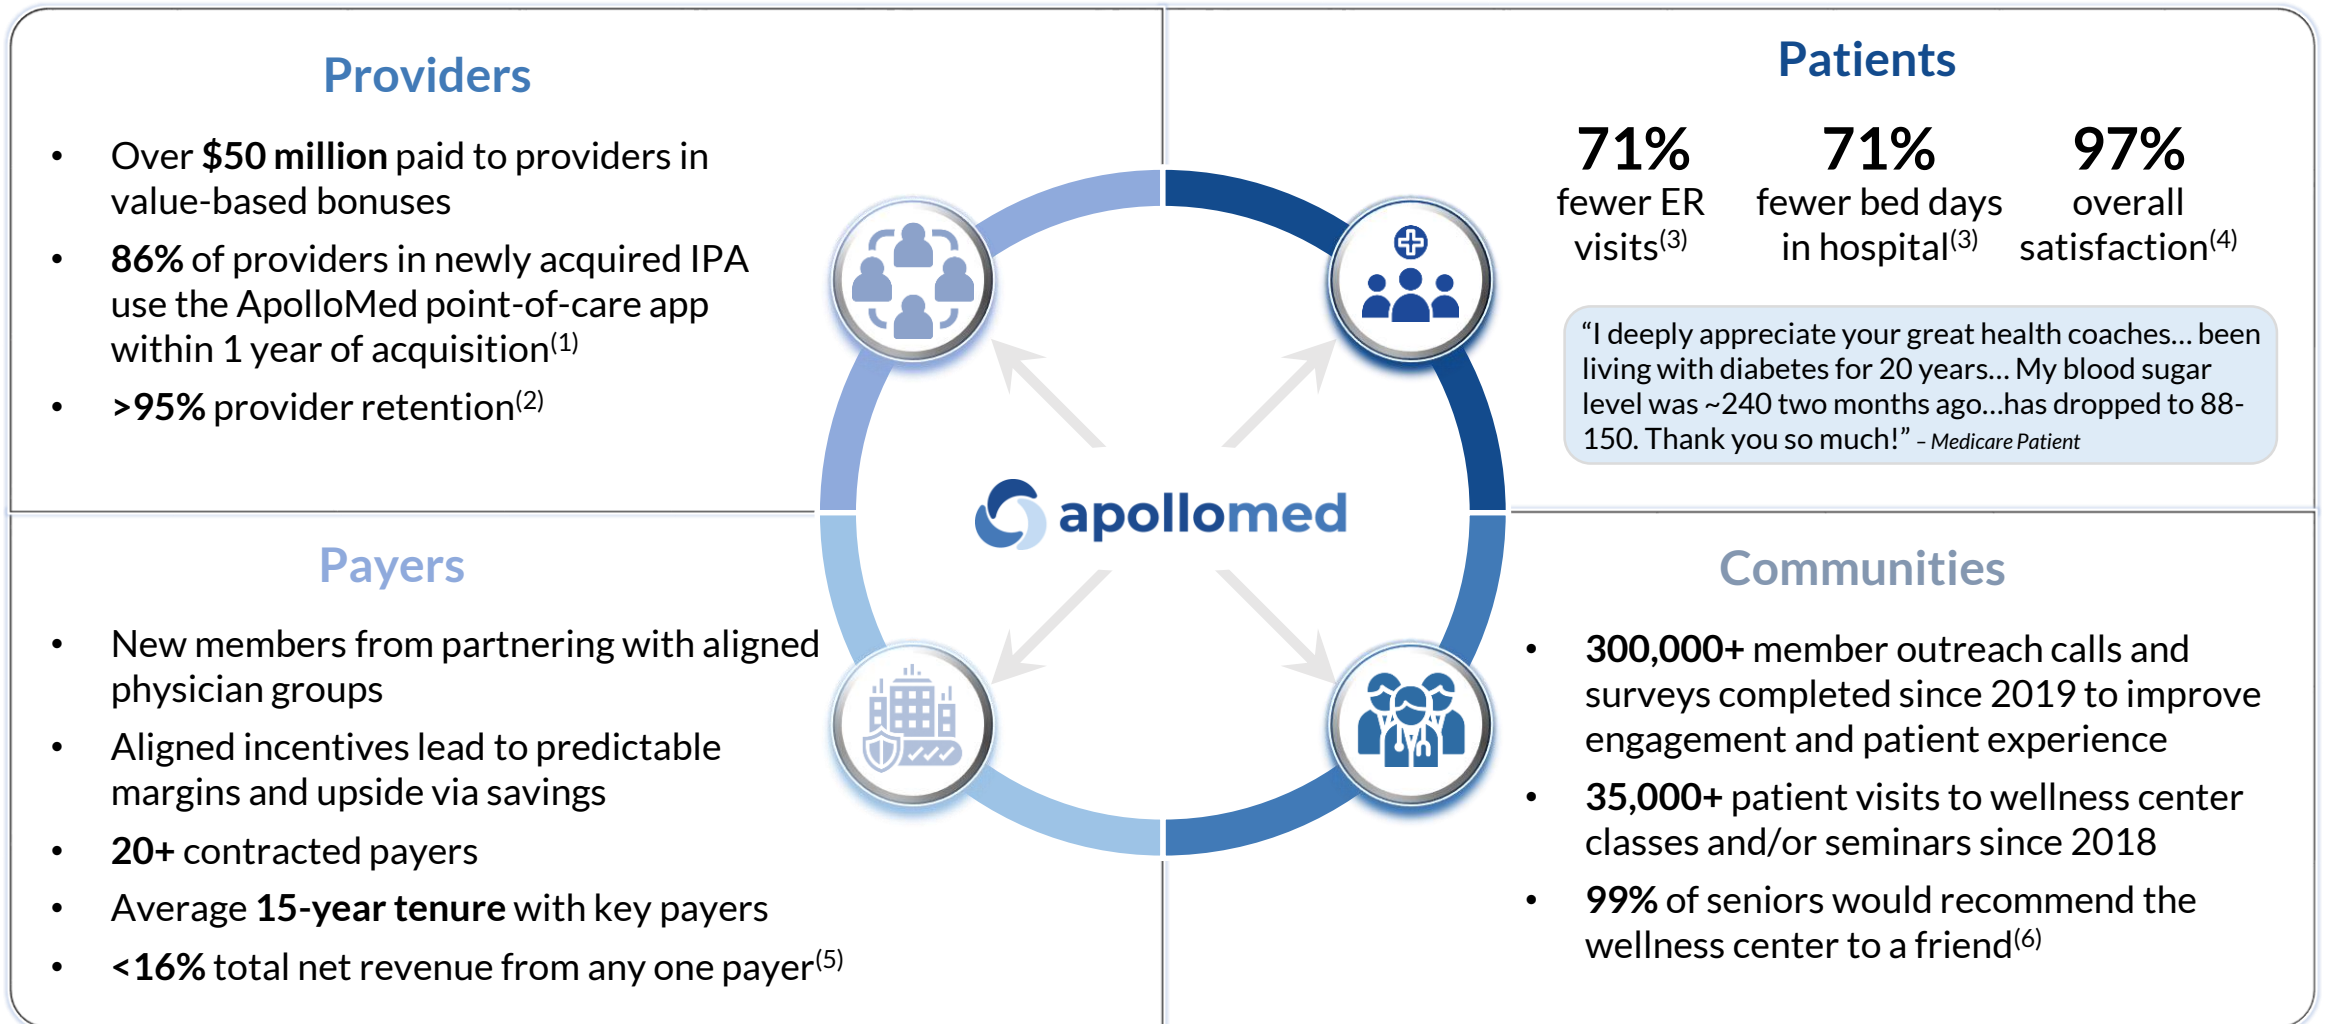 Providers
• Over $50 million paid to providers in
value-based bonuses
• 86% of providers in newly acquired IPA
use the ApolloMed point-of-care app
within 1 year of acquisition(1)
• >95% provider retention(2)
Patients
71%
fewer ER
visits(3)
71%
fewer bed days
in hospital(3)
97%
overall
satisfaction(4)
“I deeply appreciate your great health coaches... been
living with diabetes for 20 years... My blood sugar
level was ~240 two months ago...has dropped to 88-
150. Thank you so much!” – Medicare Patient
apollomed
Payers
• New members from partnering with aligned
physician groups
• Aligned incentives lead to predictable
margins and upside via savings
• 20+ contracted payers
• Average 15-year tenure with key payers
• <16% total net revenue from any one payer(5)
Communities
• 300,000+ member outreach calls and
surveys completed since 2019 to improve
engagement and patient experience
• 35,000+ patient visits to wellness center
classes and/or seminars since 2018
• 99% of seniors would recommend the
wellness center to a friend(6)